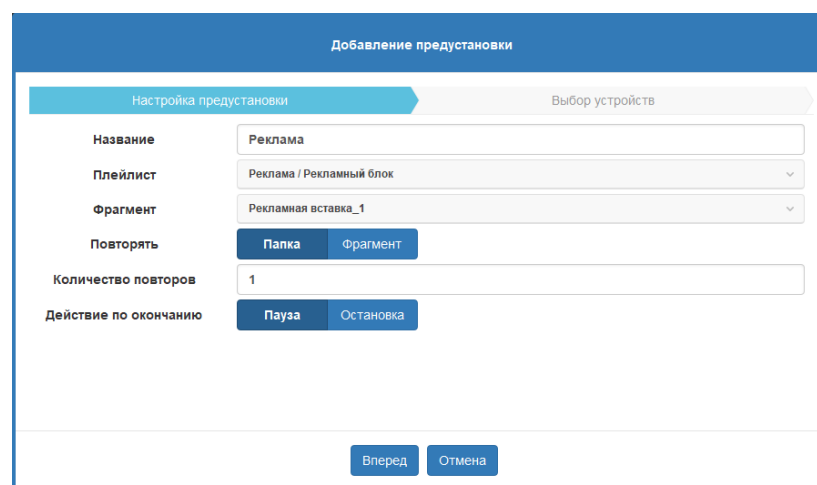 Добавление предустановки
Настройка предустановки Выбор устройств
Название Реклама
Плейлист Реклама / Рекламный блок
Фрагмент Рекламная вставка_1
Повторять Папка Фрагмент
Количество повторов 1
Действие по окончанию Пауза Остановка
Вперед Отмена